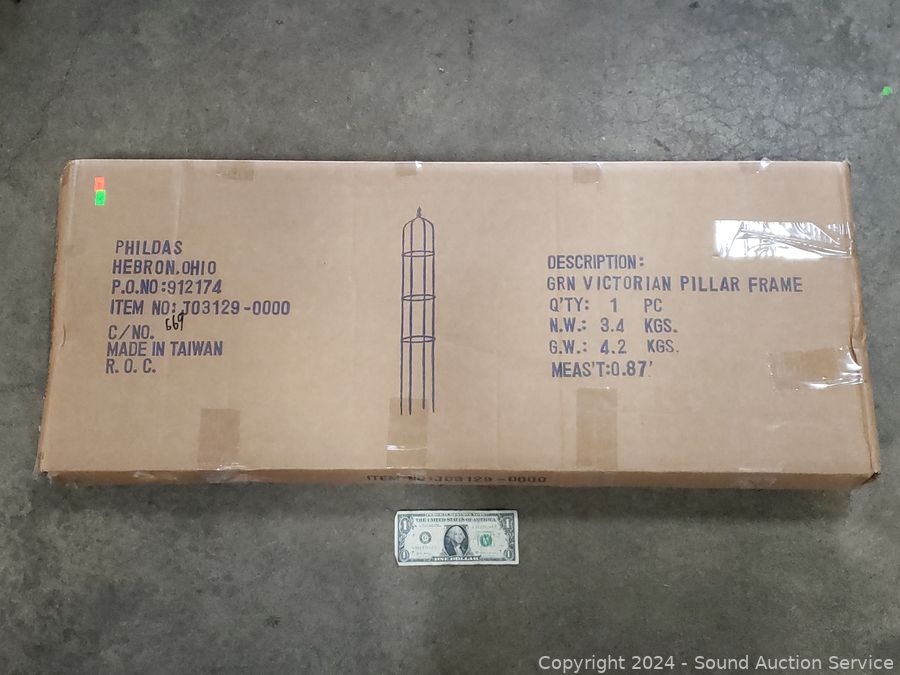 PHILDAS
HEBRON.OHIO
P.O.NO:912174
ITEM NO: J03129-0000
C/NO. 669
MADE IN TAIWAN
R. O. C.
DESCRIPTION:
GRN VICTORIAN PILLAR FRAME
Q'TY: 1 PC
N.W.: 3.4 KGS.
G.W.: 4.2 KGS.
MEAS'T:0.87'
ITEM NO:J03129-0000
THE UNITED STATES OF AMERICA
ONE DOLLAR
Copyright © 2024 - Sound Auction Service